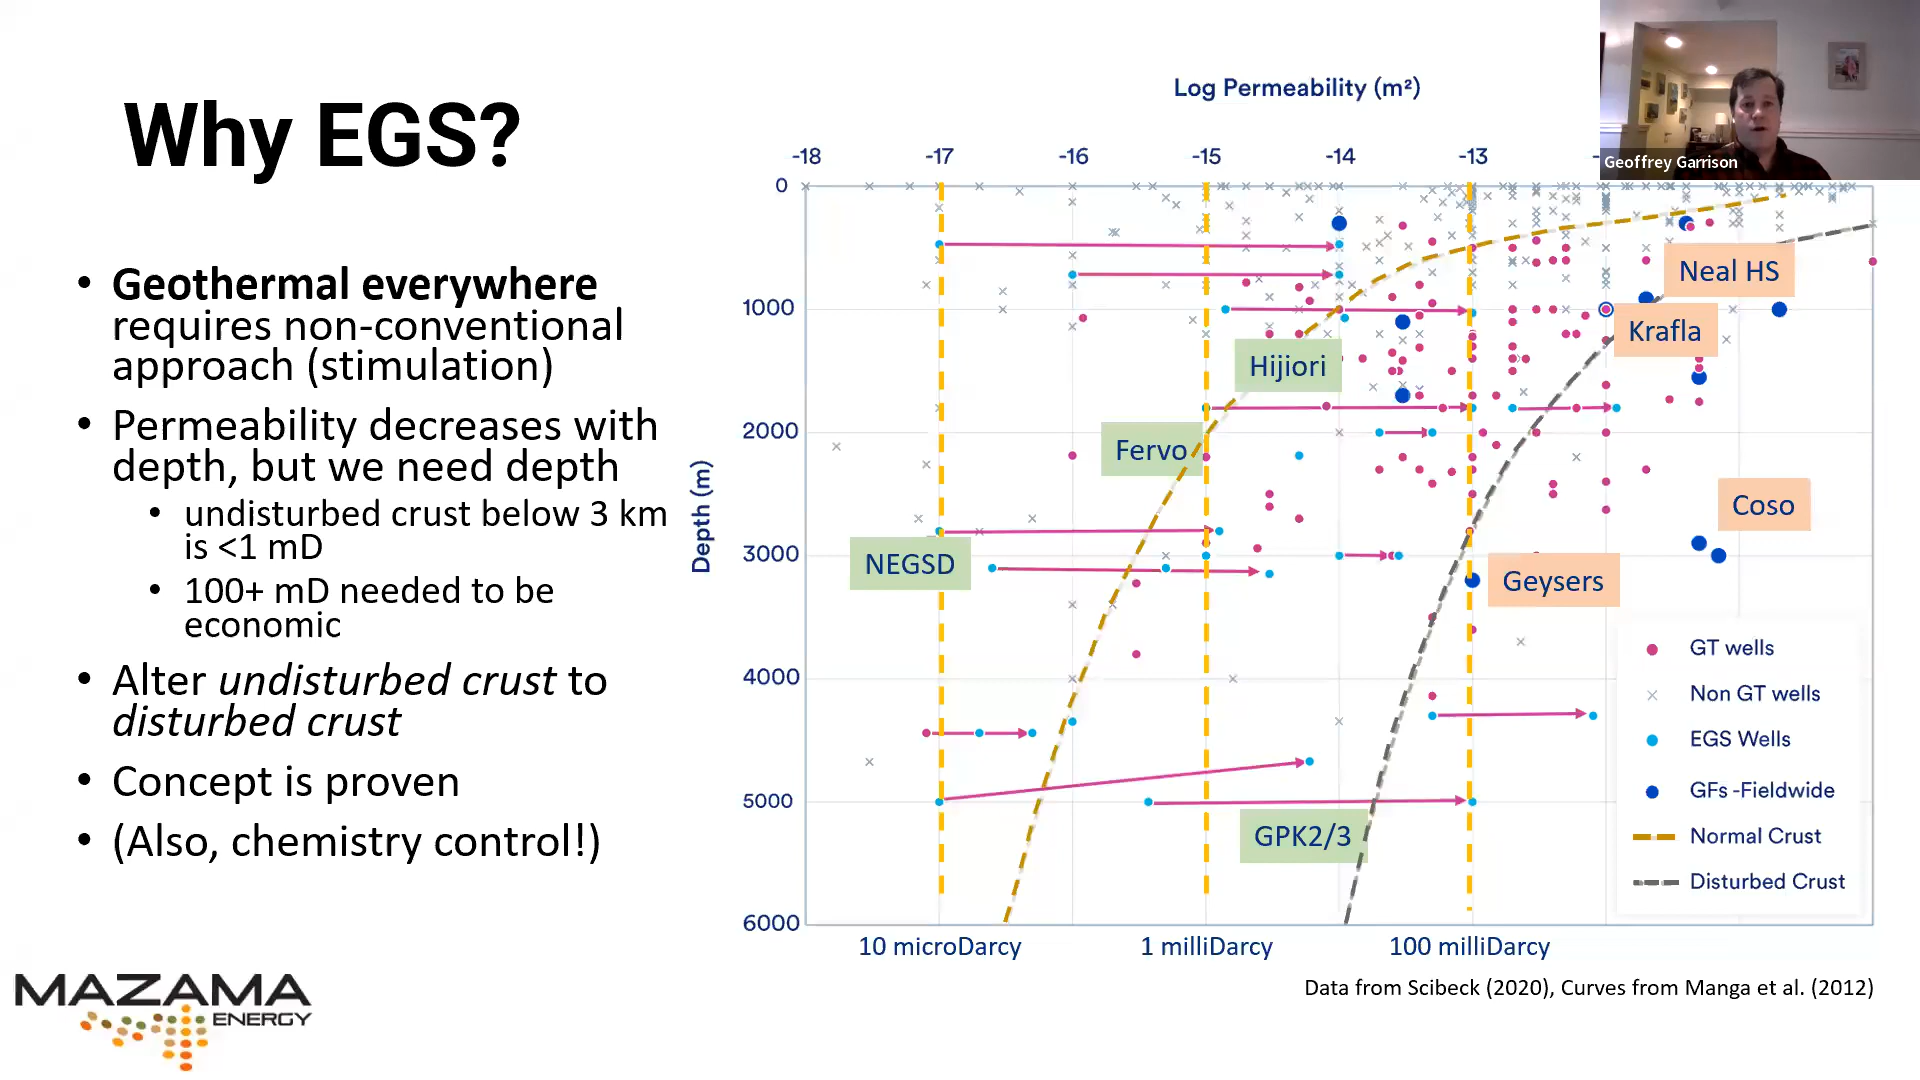 Why EGS?
• Geothermal everywhere
requires non-conventional
approach (stimulation)
• Permeability decreases with
depth, but we need depth
• undisturbed crust below 3 km
is <1 mD
• 100+ mD needed to be
economic
• Alter undisturbed crust to
disturbed crust
• Concept is proven
• (Also, chemistry control!)
MAZAMA
ENERGY
Log Permeability (m²)
-18 -17 -16 -15 -14 -13
Depth (m)
0
1000
2000
3000
4000
5000
6000
Neal HS
Krafla
Hijiori
Fervo
Coso
NEGSD
Geysers
GPK2/3
GT wells
Non GT wells
EGS Wells
GFs -Fieldwide
Normal Crust
Disturbed Crust
10 microDarcy 1 milliDarcy 100 milliDarcy
Data from Scibeck (2020), Curves from Manga et al. (2012)
Geoffrey Garrison